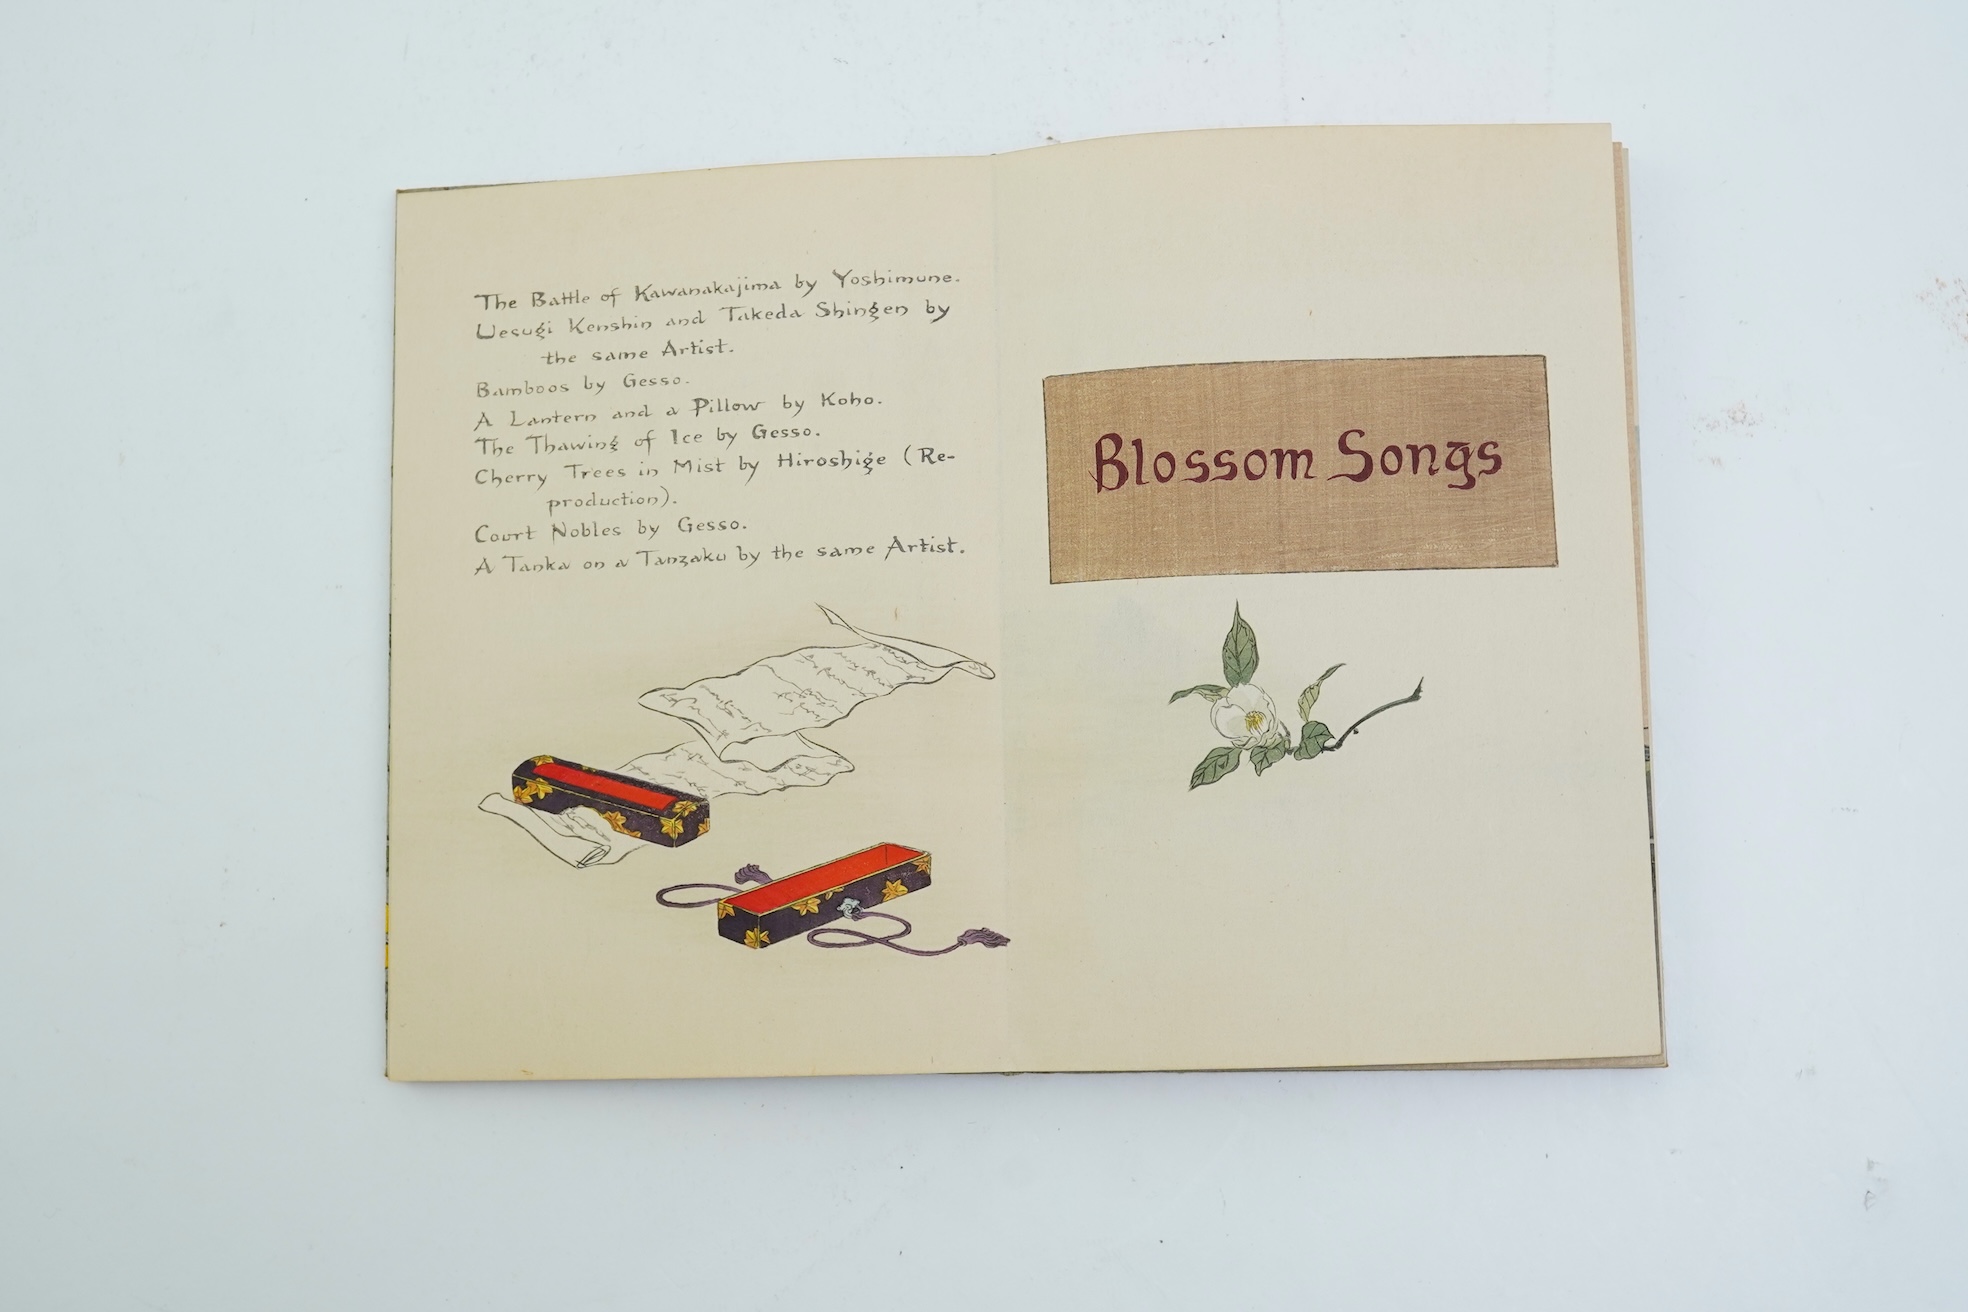 The Battle of Kawanakajima by Yoshimune.
Uesugi Kenshin and Takeda Shingen by
the same Artist.
Bamboos by Gesso.
A Lantern and a Pillow by Koho.
The Thawing of Ice by Gesso.
Cherry Trees in Mist by Hiroshige (Re-
production).
Court Nobles by Gesso.
A Tanka on a Tanzaku by the same Artist.
Blossom Songs